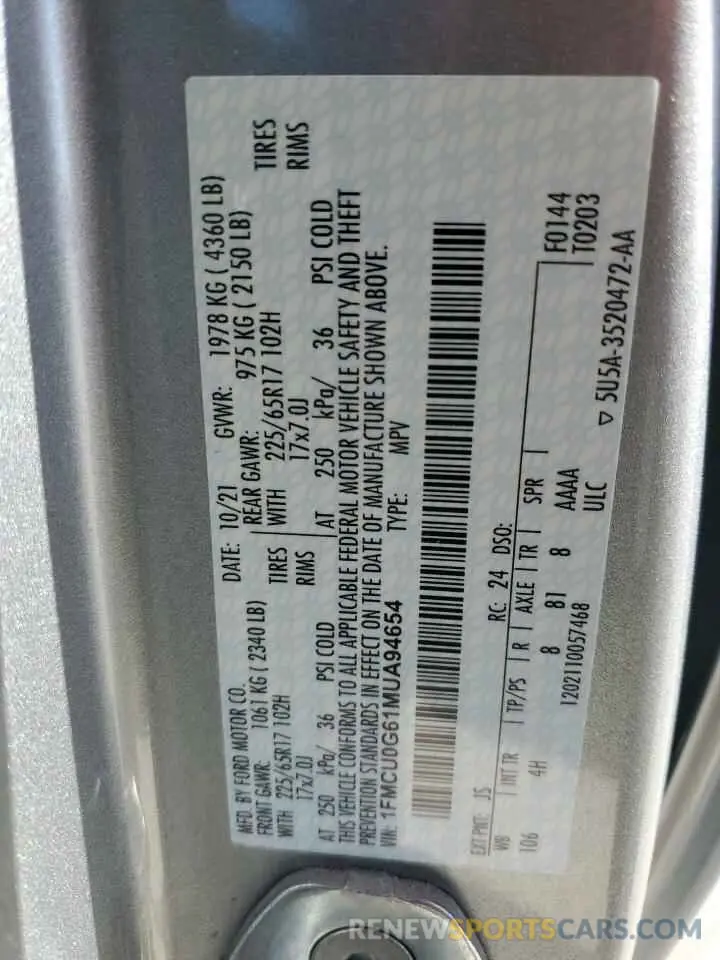 MFD. BY FORD MOTOR CO.
DATE: 10/21 GVWR: 1978 KG ( 4360 LB)
FRONT GAWR: 1061 KG ( 2340 LB) REAR GAWR: 975 KG ( 2150 LB)
WITH 225/65R17 102H TIRES WITH 225/65R17 102H TIRES
17x7.0J RIMS 17x7.0J RIMS
AT 250 kPa/ 36 PSI COLD AT 250 kPa/ 36 PSI COLD
THIS VEHICLE CONFORMS TO ALL APPLICABLE FEDERAL MOTOR VEHICLE SAFETY AND THEFT
PREVENTION STANDARDS IN EFFECT ON THE DATE OF MANUFACTURE SHOWN ABOVE.
VIN: 1FMCU0G61MUA94654 TYPE: MPV
EXT PNT: JS RC: 24 DSO:
WB INT TR TP/PS R AXLE TR SPR
106 4H 8 81 8 AAAA F0144
1202110057468 ULC T0203
5U5A-3520472-AA
RENEWSPORTSCARS.COM